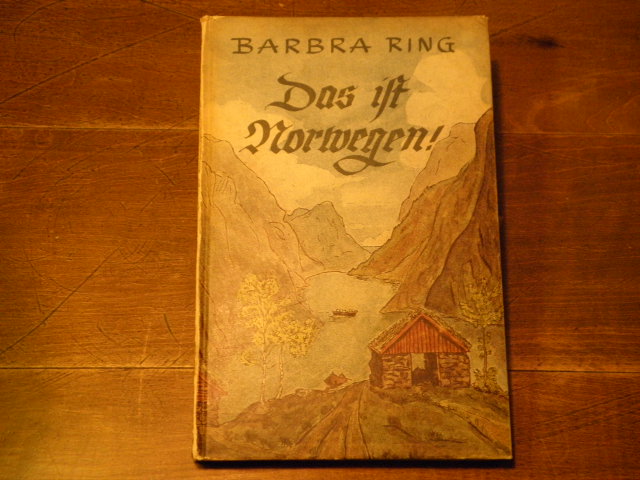 BARBRA RING
Das ist
Norwegen!